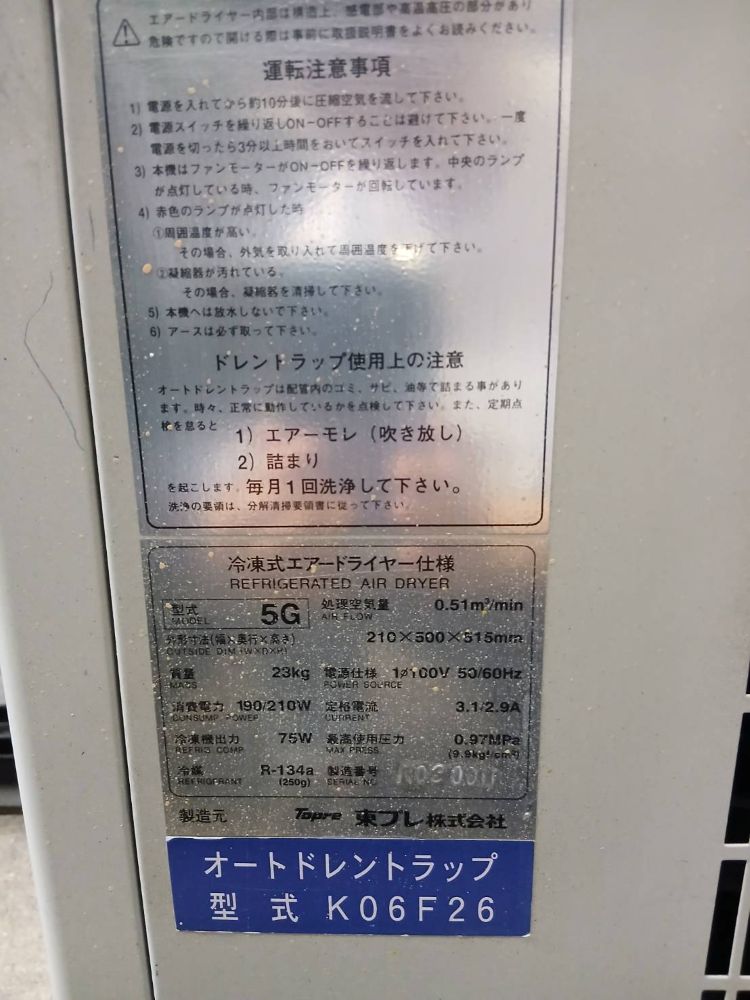 エアードライヤー内部は構造上、感電部や高温高圧の部分があり
危険ですので開ける際は事前に取扱説明書をよくお読みください。
運転注意事項
1) 電源を入れてから約10分後に圧縮空気を流して下さい。
2) 電源スイッチを繰り返しON-OFFすることは避けて下さい。一度
電源を切ったら3分以上時間をおいてスイッチを入れて下さい。
3) 本機はファンモーターがON-OFFを繰り返します。中央のランプ
が点灯している時、ファンモーターが回転しています。
4) 赤色のランプが点灯した時
①周囲温度が高い。
その場合、外気を取り入れて周囲温度を下げて下さい。
②凝縮器が汚れている。
その場合、凝縮器を清掃して下さい。
5) 本機へは放水しないで下さい。
6) アースは必ず取って下さい。
ドレントラップ使用上の注意
オートドレントラップは配管内のゴミ、サビ、油等で詰まる事があり
ます。時々、正常に動作しているかを点検して下さい。また、定期点
検を怠ると
1) エアーモレ (吹き放し)
2) 詰まり
を起こします。毎月1回洗浄して下さい。
洗浄の要領は、分解清掃要領書に従って下さい。
冷凍式エアードライヤー仕様
REFRIGERATED AIR DRYER
型式 5G 処理空気量 0.51m³/min
MODEL AIR FLOW
外形寸法(幅×奥行×高さ) 210×500×515mm
OUTSIDE DIM (W×D×H)
質量 23kg 電源仕様 1φ100V 50/60Hz
MASS POWER SOURCE
消費電力 190/210W 定格電流 3.1/2.9A
CONSUMP. POWER CURRENT
冷凍機出力 75W 最高使用圧力 0.97MPa
REFRIG COMP MAX PRESS (9.9kgf/cm²)
冷媒 R-134a 製造番号
REFRIGERANT (250g) SERIAL NO
製造元 Topre 東プレ株式会社
オートドレントラップ
型式 K06F26